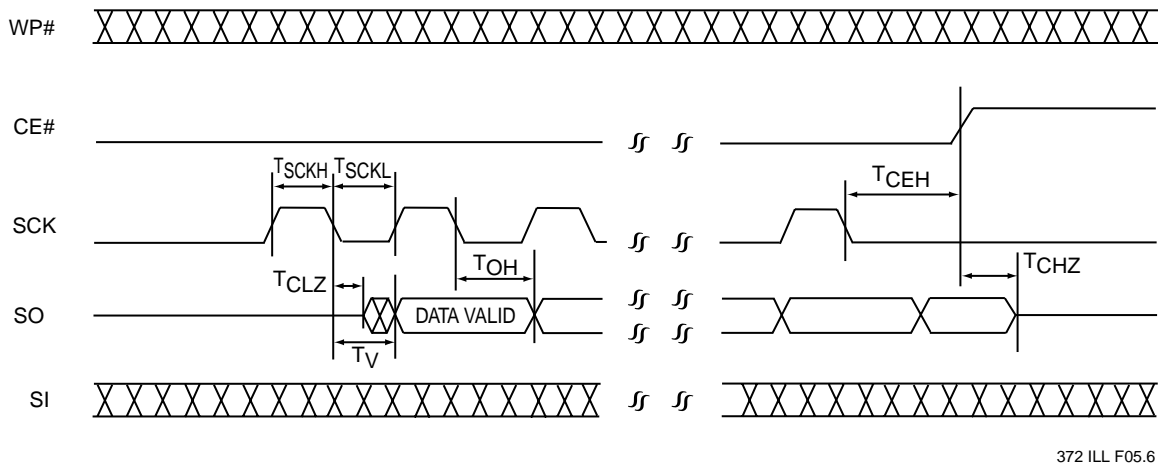 WP#
CE#
TSCKH TSCKL
TCEH
SCK
TOH
TCHZ
TCLZ
SO
DATA VALID
TV
SI
372 ILL F05.6